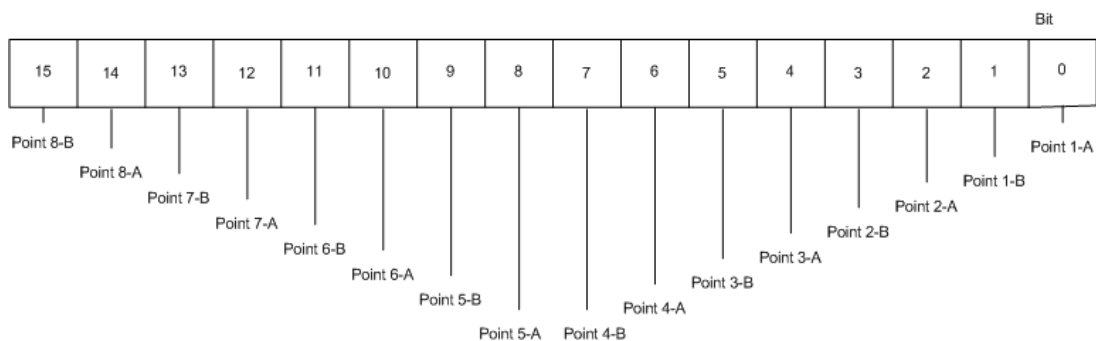 Bit
15 14 13 12 11 10 9 8 7 6 5 4 3 2 1 0
Point 8-B
Point 8-A
Point 7-B
Point 7-A
Point 6-B
Point 6-A
Point 5-B
Point 5-A
Point 4-B
Point 4-A
Point 3-B
Point 3-A
Point 2-B
Point 2-A
Point 1-B
Point 1-A